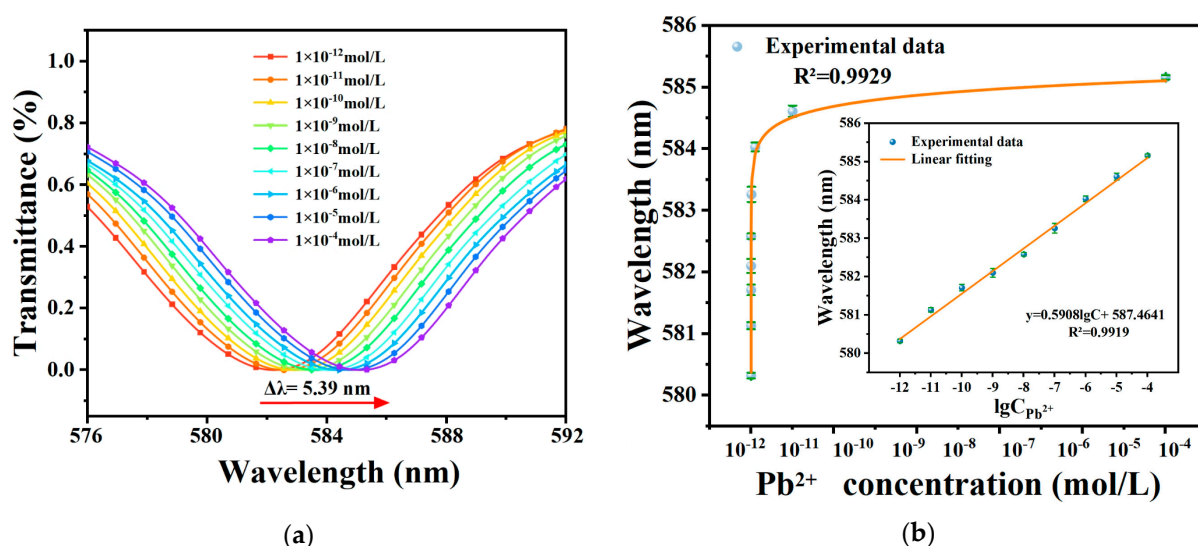 1.0
0.8
0.6
0.4
0.2
0.0
Transmittance (%)
1×10⁻¹²mol/L
1×10⁻¹¹mol/L
1×10⁻¹⁰mol/L
1×10⁻⁹mol/L
1×10⁻⁸mol/L
1×10⁻⁷mol/L
1×10⁻⁶mol/L
1×10⁻⁵mol/L
1×10⁻⁴mol/L
Δλ= 5.39 nm
576 580 584 588 592
Wavelength (nm)
(a)
586
585
584
583
582
581
580
Wavelength (nm)
Experimental data
R²=0.9929
586
585
584
583
582
581
580
Wavelength (nm)
Experimental data
Linear fitting
y=0.5908lgC+ 587.4641
R²=0.9919
-12 -11 -10 -9 -8 -7 -6 -5 -4
lgC Pb²⁺
10⁻¹² 10⁻¹¹ 10⁻¹⁰ 10⁻⁹ 10⁻⁸ 10⁻⁷ 10⁻⁶ 10⁻⁵ 10⁻⁴
Pb²⁺ concentration (mol/L)
(b)